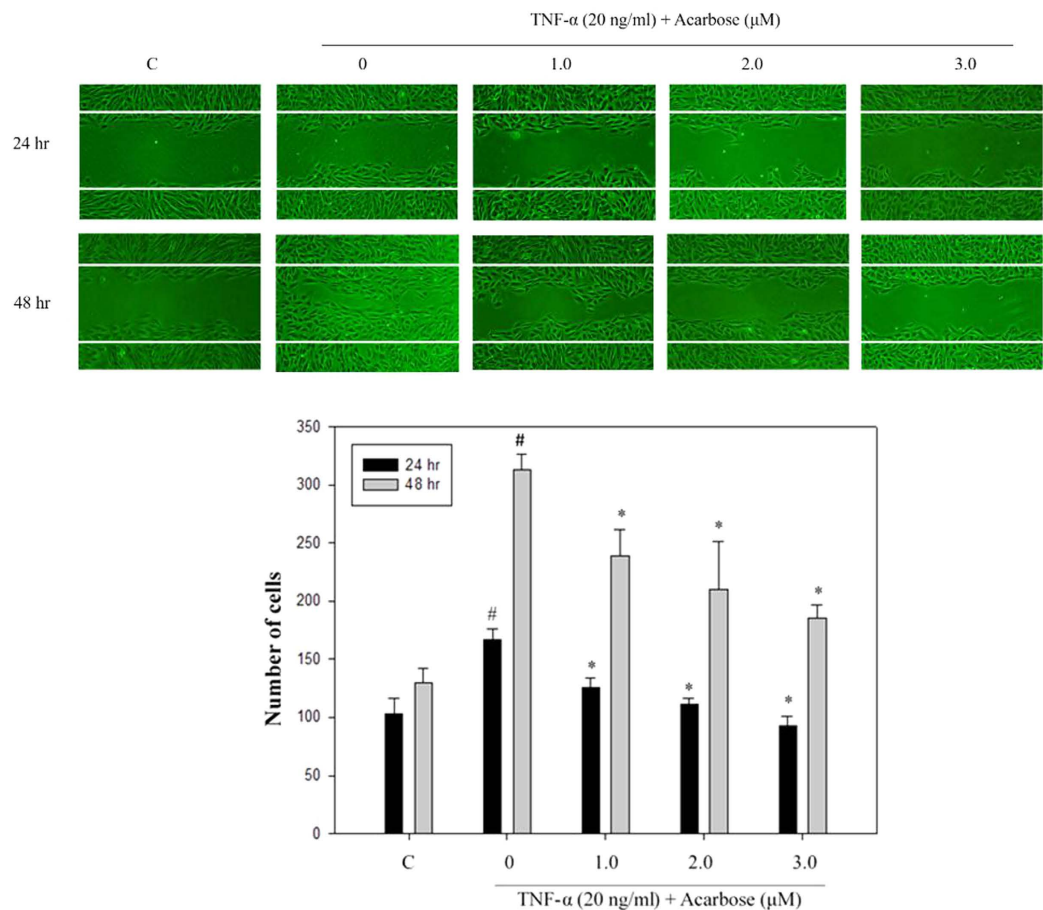 TNF-α (20 ng/ml) + Acarbose (μM)
C 0 1.0 2.0 3.0
24 hr
48 hr
350
300
250
200
150
100
50
0
Number of cells
24 hr
48 hr
#
#
*
*
*
*
*
*
C 0 1.0 2.0 3.0
TNF-α (20 ng/ml) + Acarbose (μM)